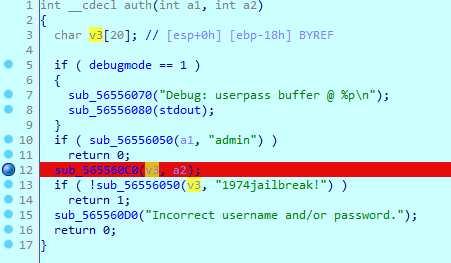 1 int __cdecl auth(int a1, int a2)
2 {
3 char v3[20]; // [esp+0h] [ebp-18h] BYREF
4
5 if ( debugmode == 1 )
6 {
7 sub_56556070("Debug: userpass buffer @ %p\n");
8 sub_56556080(stdout);
9 }
10 if ( sub_56556050(a1, "admin") )
11 return 0;
12 sub_565560C0(v3, a2);
13 if ( !sub_56556050(v3, "1974jailbreak!") )
14 return 1;
15 sub_565560D0("Incorrect username and/or password.");
16 return 0;
17 }